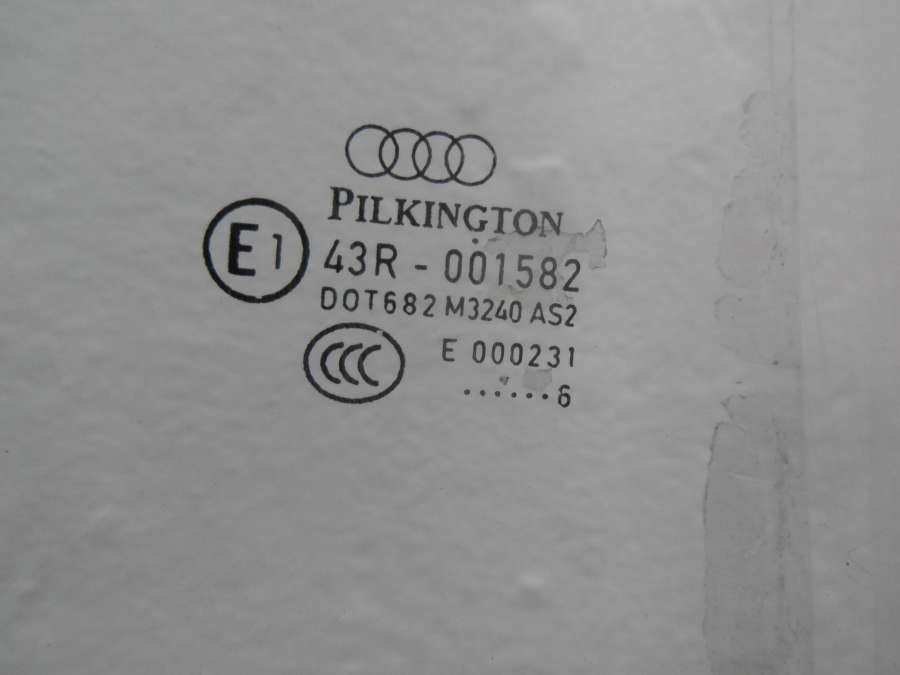 PILKINGTON
E1 43R - 001582
DOT682 M3240 AS2
CCC E 000231
......6